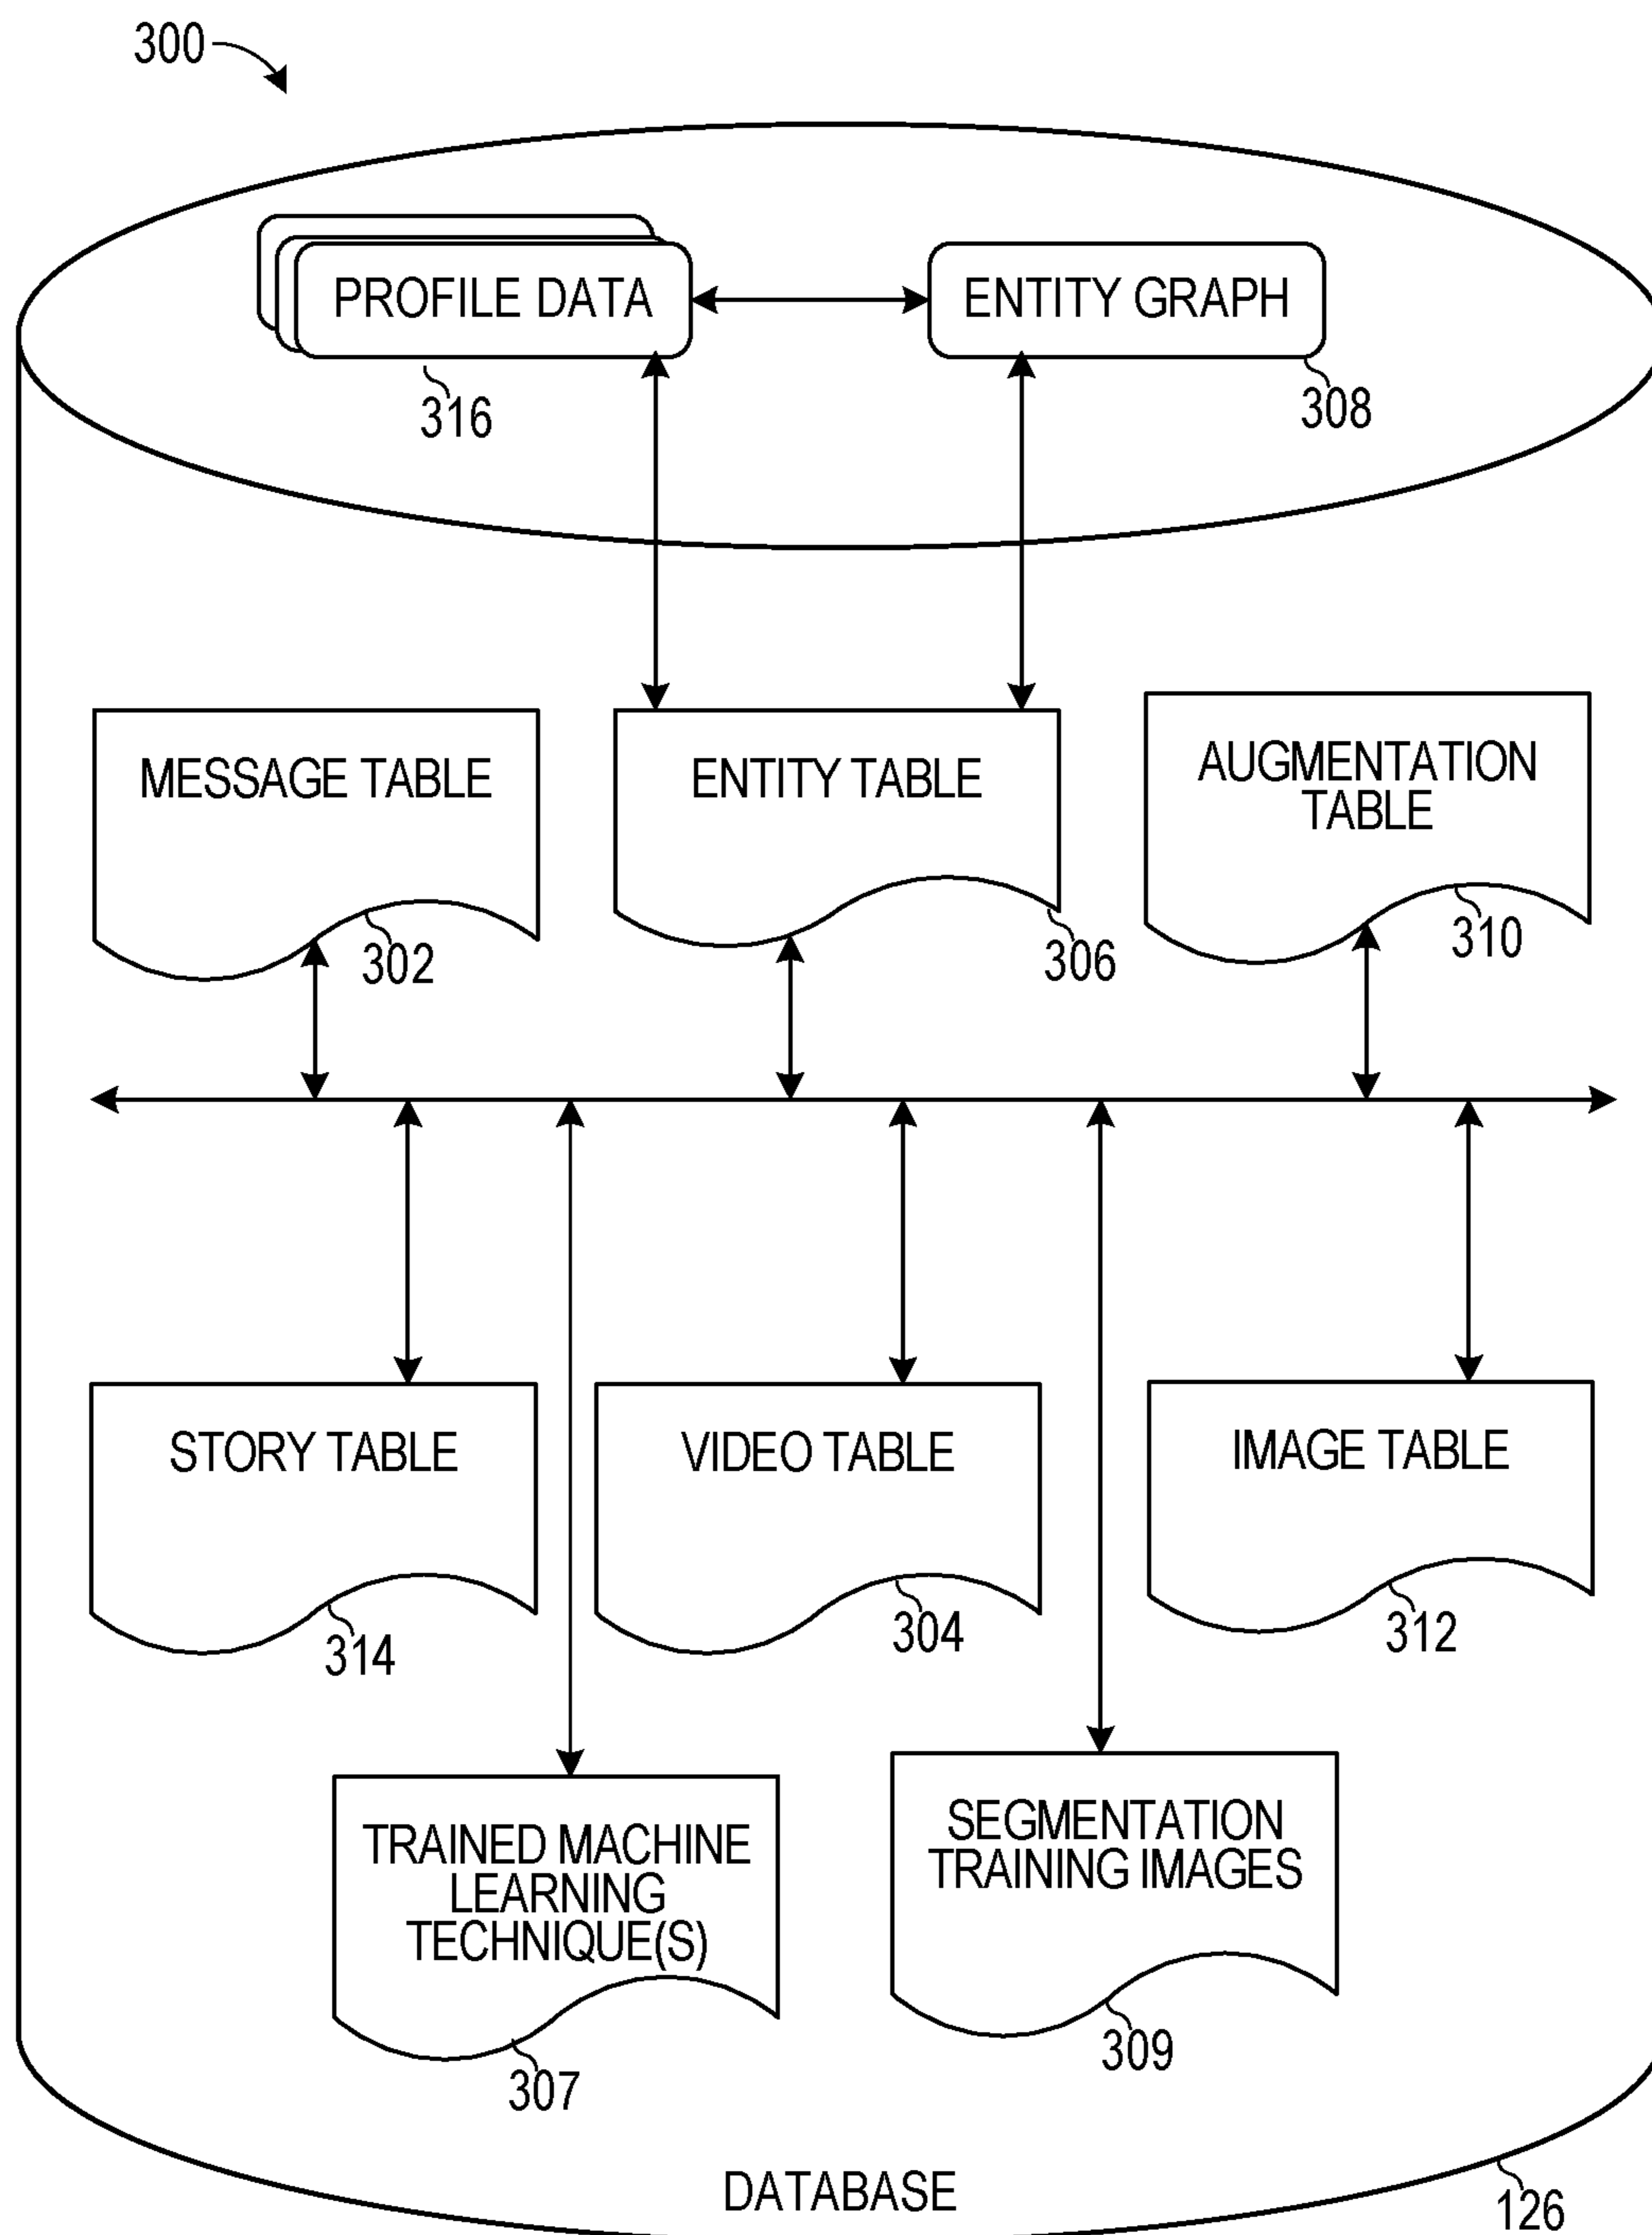 300
PROFILE DATA
ENTITY GRAPH
316
308
MESSAGE TABLE
ENTITY TABLE
AUGMENTATION
TABLE
302
306
310
STORY TABLE
VIDEO TABLE
IMAGE TABLE
314
304
312
TRAINED MACHINE
LEARNING
TECHNIQUE(S)
SEGMENTATION
TRAINING IMAGES
307
309
DATABASE
126